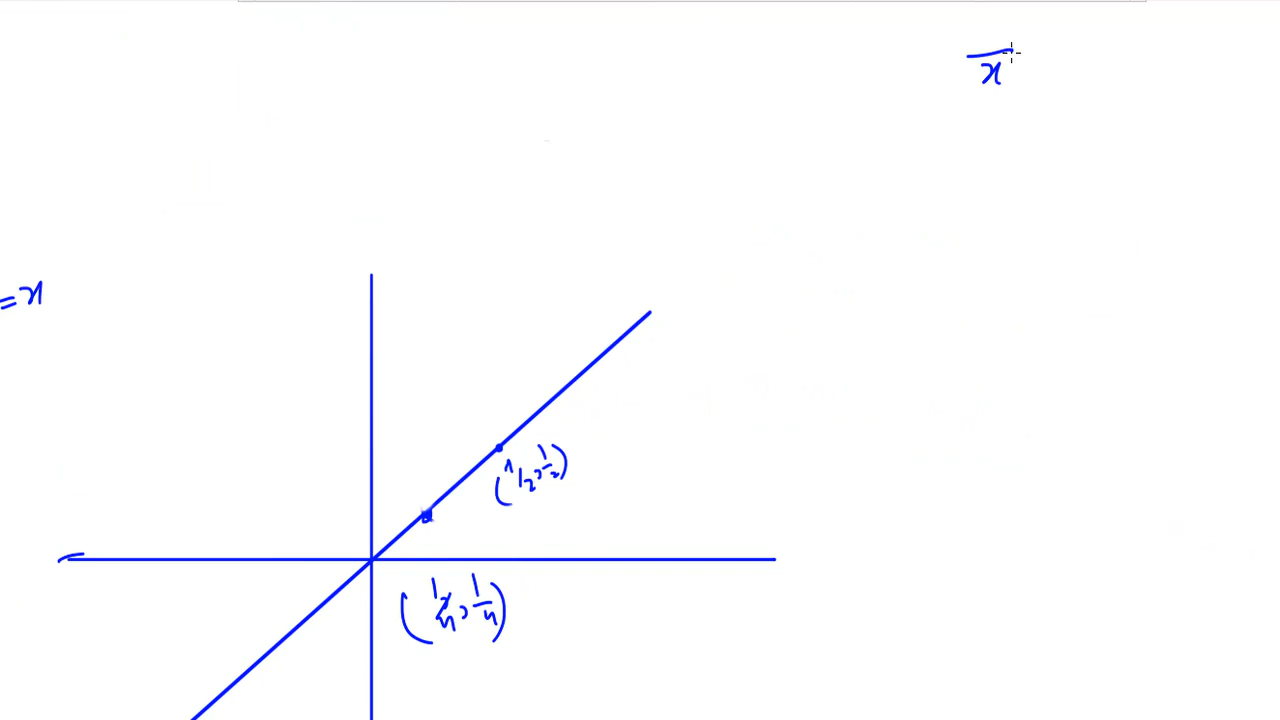 x
=x
(1/2, 1/2)
(1/4, 1/4)